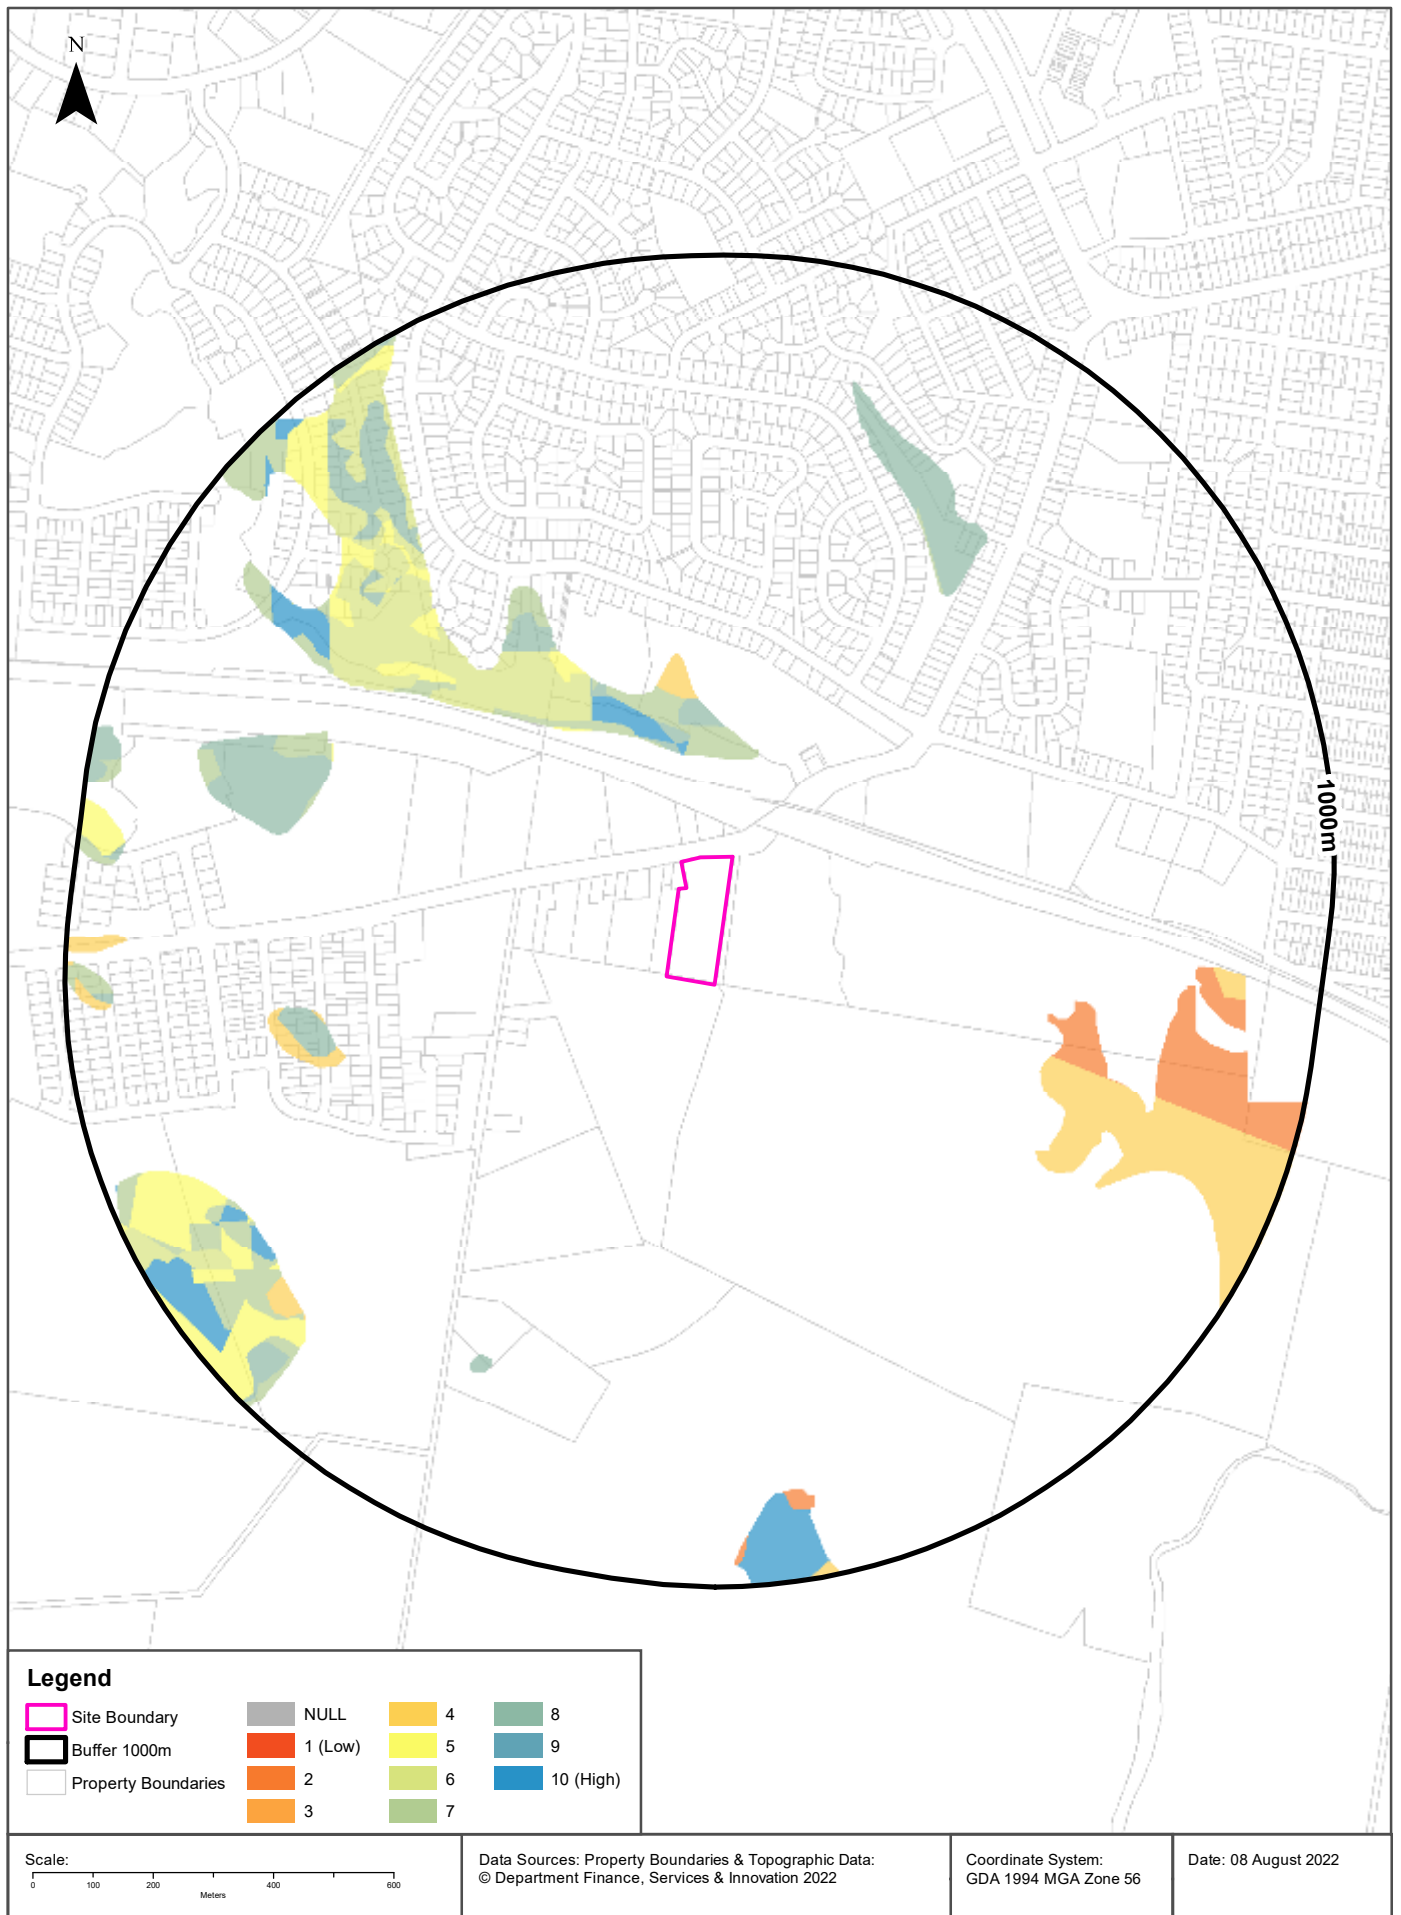 N
1000m
Legend
Site Boundary
Buffer 1000m
Property Boundaries
NULL
1 (Low)
2
3
4
5
6
7
8
9
10 (High)
Scale:
0 100 200 400 600
Meters
Data Sources: Property Boundaries & Topographic Data:
© Department Finance, Services & Innovation 2022
Coordinate System:
GDA 1994 MGA Zone 56
Date: 08 August 2022